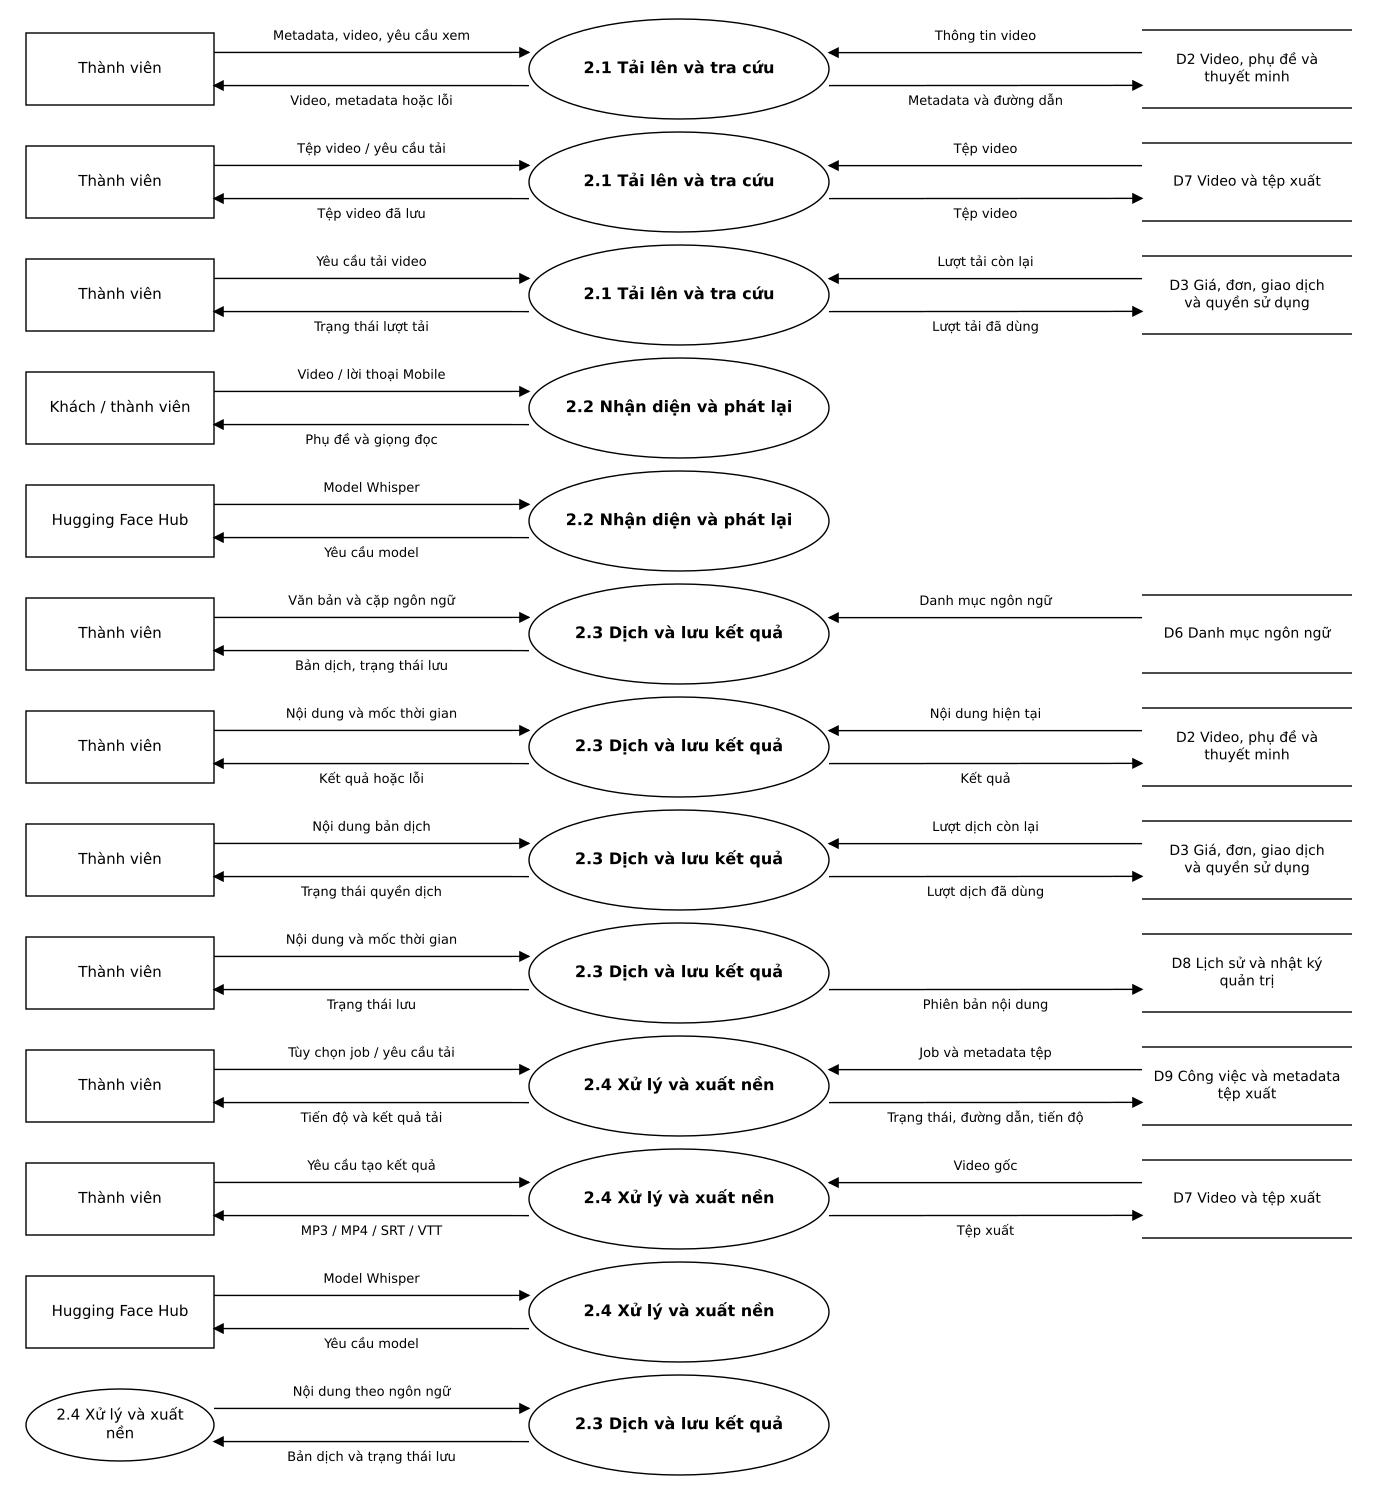 Metadata, video, yêu cầu xem
Thông tin video
Thành viên
2.1 Tải lên và tra cứu
D2 Video, phụ đề và
thuyết minh
Video, metadata hoặc lỗi
Metadata và đường dẫn
Tệp video / yêu cầu tải
Tệp video
Thành viên
2.1 Tải lên và tra cứu
D7 Video và tệp xuất
Tệp video đã lưu
Tệp video
Yêu cầu tải video
Lượt tải còn lại
Thành viên
2.1 Tải lên và tra cứu
D3 Giá, đơn, giao dịch
và quyền sử dụng
Trạng thái lượt tải
Lượt tải đã dùng
Video / lời thoại Mobile
Khách / thành viên
2.2 Nhận diện và phát lại
Phụ đề và giọng đọc
Model Whisper
Hugging Face Hub
2.2 Nhận diện và phát lại
Yêu cầu model
Văn bản và cặp ngôn ngữ
Danh mục ngôn ngữ
Thành viên
2.3 Dịch và lưu kết quả
D6 Danh mục ngôn ngữ
Bản dịch, trạng thái lưu
Nội dung và mốc thời gian
Nội dung hiện tại
Thành viên
2.3 Dịch và lưu kết quả
D2 Video, phụ đề và
thuyết minh
Kết quả hoặc lỗi
Kết quả
Nội dung bản dịch
Lượt dịch còn lại
Thành viên
2.3 Dịch và lưu kết quả
D3 Giá, đơn, giao dịch
và quyền sử dụng
Trạng thái quyền dịch
Lượt dịch đã dùng
Nội dung và mốc thời gian
Thành viên
2.3 Dịch và lưu kết quả
D8 Lịch sử và nhật ký
quản trị
Trạng thái lưu
Phiên bản nội dung
Tùy chọn job / yêu cầu tải
Job và metadata tệp
Thành viên
2.4 Xử lý và xuất nền
D9 Công việc và metadata
tệp xuất
Tiến độ và kết quả tải
Trạng thái, đường dẫn, tiến độ
Yêu cầu tạo kết quả
Video gốc
Thành viên
2.4 Xử lý và xuất nền
D7 Video và tệp xuất
MP3 / MP4 / SRT / VTT
Tệp xuất
Model Whisper
Hugging Face Hub
2.4 Xử lý và xuất nền
Yêu cầu model
Nội dung theo ngôn ngữ
2.4 Xử lý và xuất
nền
2.3 Dịch và lưu kết quả
Bản dịch và trạng thái lưu